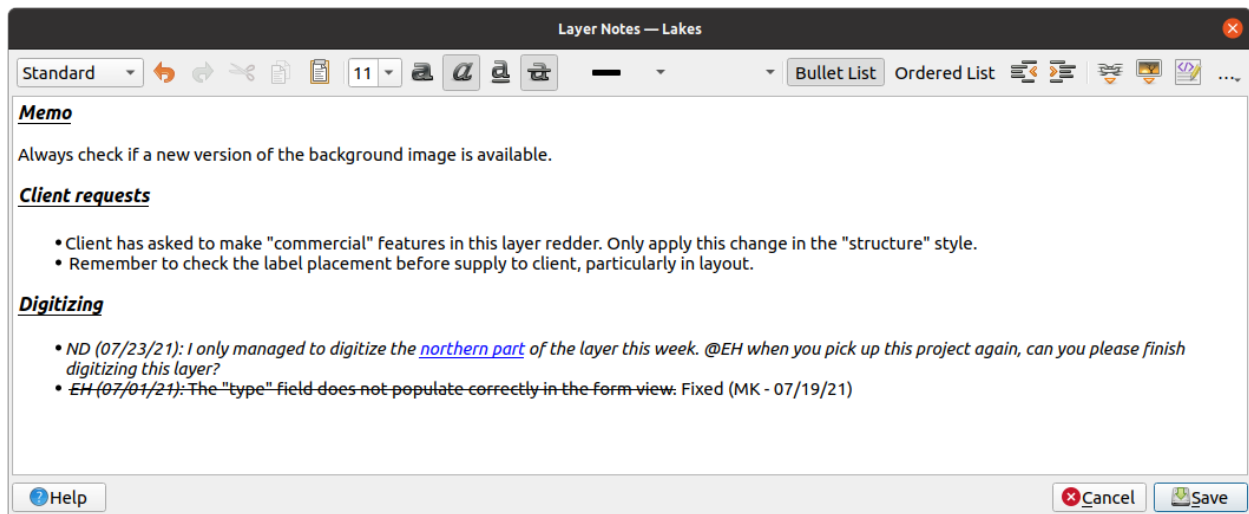 Layer Notes — Lakes
Standard 11 Bullet List Ordered List ...
Memo
Always check if a new version of the background image is available.
Client requests
• Client has asked to make "commercial" features in this layer redder. Only apply this change in the "structure" style.
• Remember to check the label placement before supply to client, particularly in layout.
Digitizing
• ND (07/23/21): I only managed to digitize the northern part of the layer this week. @EH when you pick up this project again, can you please finish
digitizing this layer?
• EH (07/01/21): The "type" field does not populate correctly in the form view. Fixed (MK - 07/19/21)
Help Cancel Save